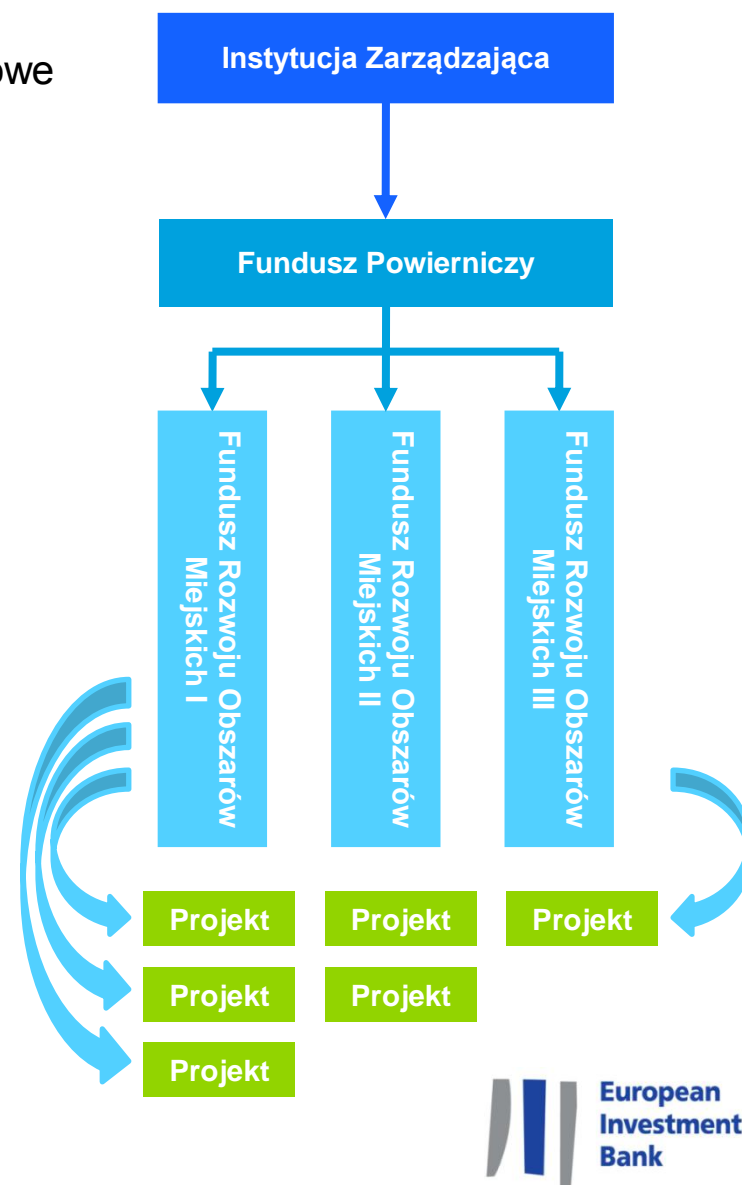 owe
Instytucja Zarządzająca
Fundusz Powierniczy
Fundusz Rozwoju Obszarów
Miejskich I
Fundusz Rozwoju Obszarów
Miejskich II
Fundusz Rozwoju Obszarów
Miejskich III
Projekt
Projekt
Projekt
Projekt
Projekt
Projekt
European
Investment
Bank